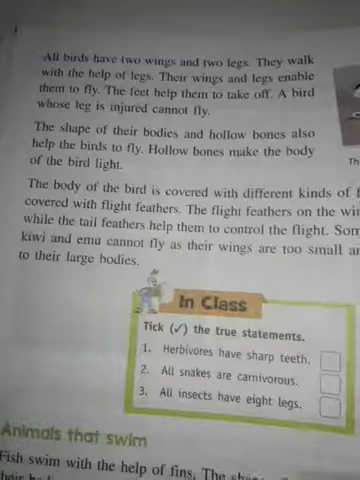 All birds have two wings and two legs. They walk
with the help of legs. Their wings and legs enable
them to fly. The feet help them to take off. A bird
whose leg is injured cannot fly.
The shape of their bodies and hollow bones also
help the birds to fly. Hollow bones make the body
of the bird light.
Th
The body of the bird is covered with different kinds of
covered with flight feathers. The flight feathers on the
while the tail feathers help them to control the flight.
kiwi and emu cannot fly as their wings are too small
to their large bodies.
In Class
Tick (✓) the true statements.
1. Herbivores have sharp teeth.
2. All snakes are carnivorous.
3. All insects have eight legs.
Animals that swim
Fish swim with the help of fins. The